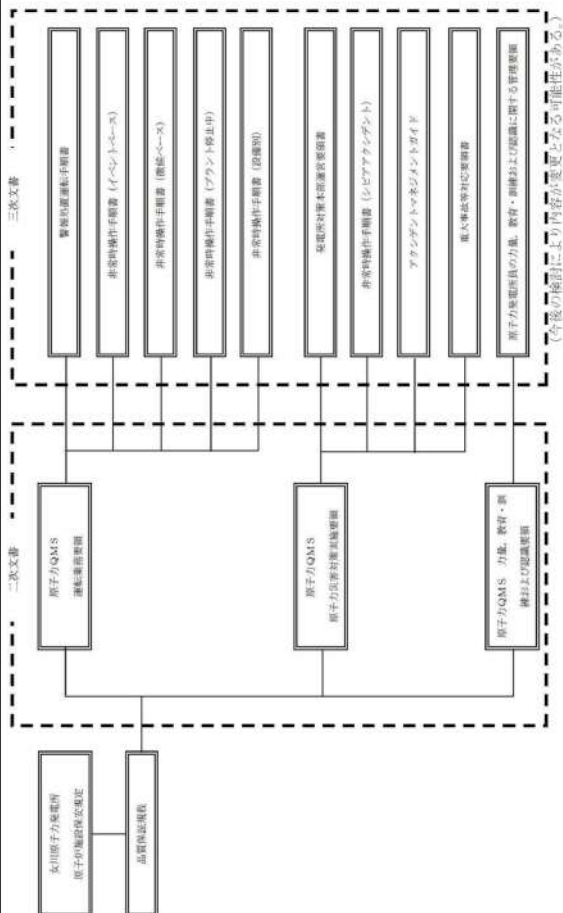 女川原子力発電所
原子炉施設保安規定
品質保証規程
二次文書
原子力QMS
運転業務要領
原子力QMS
原子力災害対策実施要領
原子力QMS 力量,教育・訓
練および認識要領
三次文書
警報処置運転手順書
非常時操作手順書(イベントベース)
非常時操作手順書(徴候ベース)
非常時操作手順書(プラント停止中)
非常時操作手順書(設備別)
発電所対策本部運営要領書
非常時操作手順書(シビアアクシデント)
アクシデントマネジメントガイド
重大事故等対応要領書
原子力発電所員の力量,教育・訓練および認識に関する管理要領
(今後の検討により内容が変更となる可能性がある。)